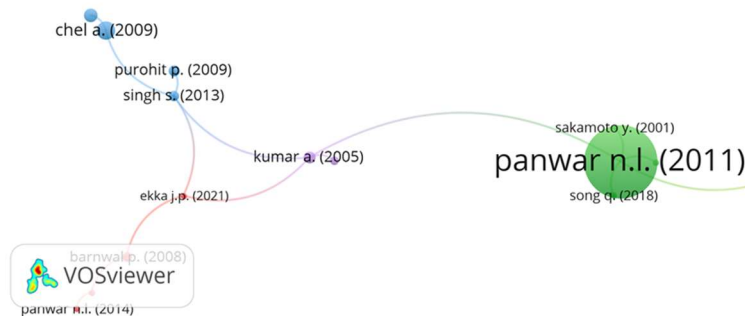 chel a. (2009)
purohit p. (2009)
singh s. (2013)
sakamoto y. (2001)
kumar a. (2005)
panwar n.l. (2011)
ekka j.p. (2021)
song q. (2018)
barnwal p. (2008)
VOSviewer
panwar n.l. (2014)